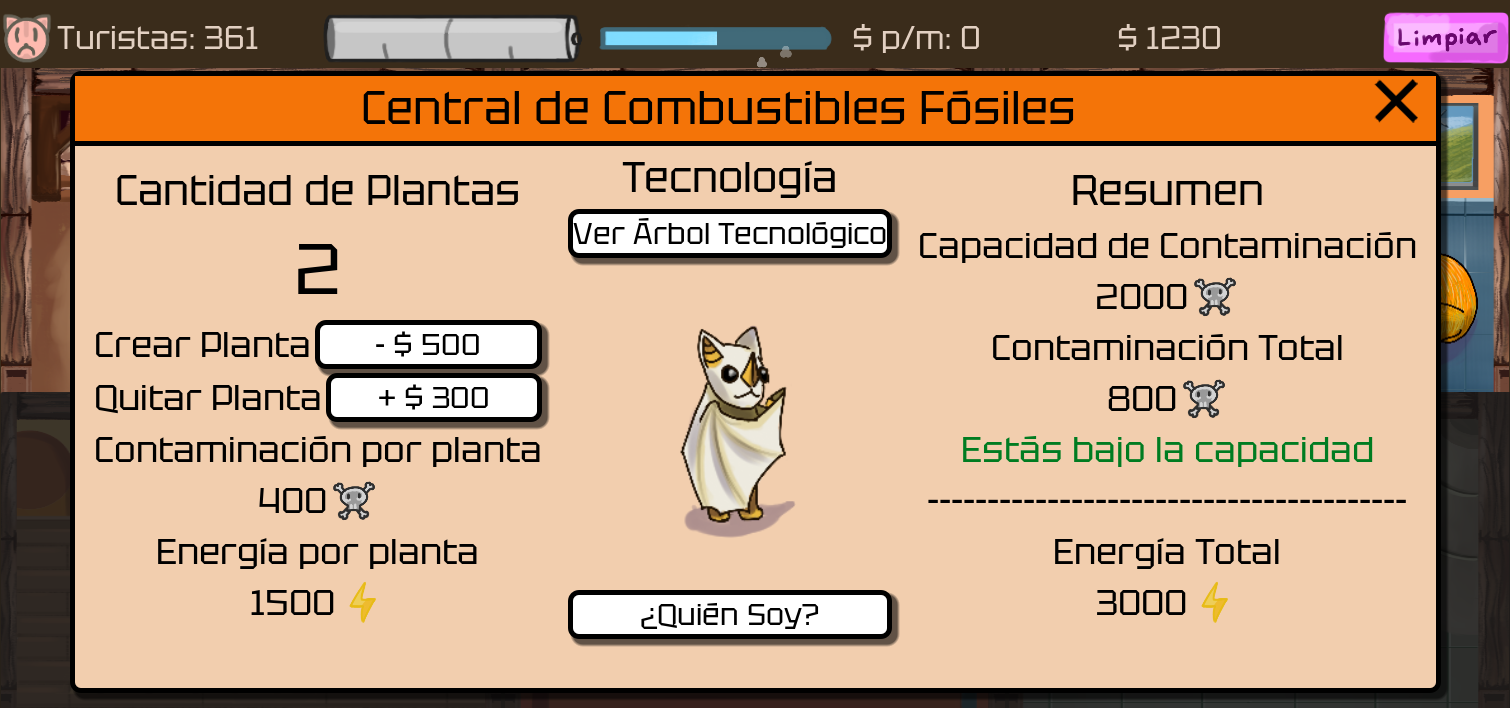 Turistas: 361
$ p/m: 0
$ 1230
Limpiar
Central de Combustibles Fósiles
Cantidad de Plantas
2
Crear Planta - $ 500
Quitar Planta + $ 300
Contaminación por planta
400
Energía por planta
1500
Tecnología
Ver Árbol Tecnológico
¿Quién Soy?
Resumen
Capacidad de Contaminación
2000
Contaminación Total
800
Estás bajo la capacidad
----------------------------------------
Energía Total
3000